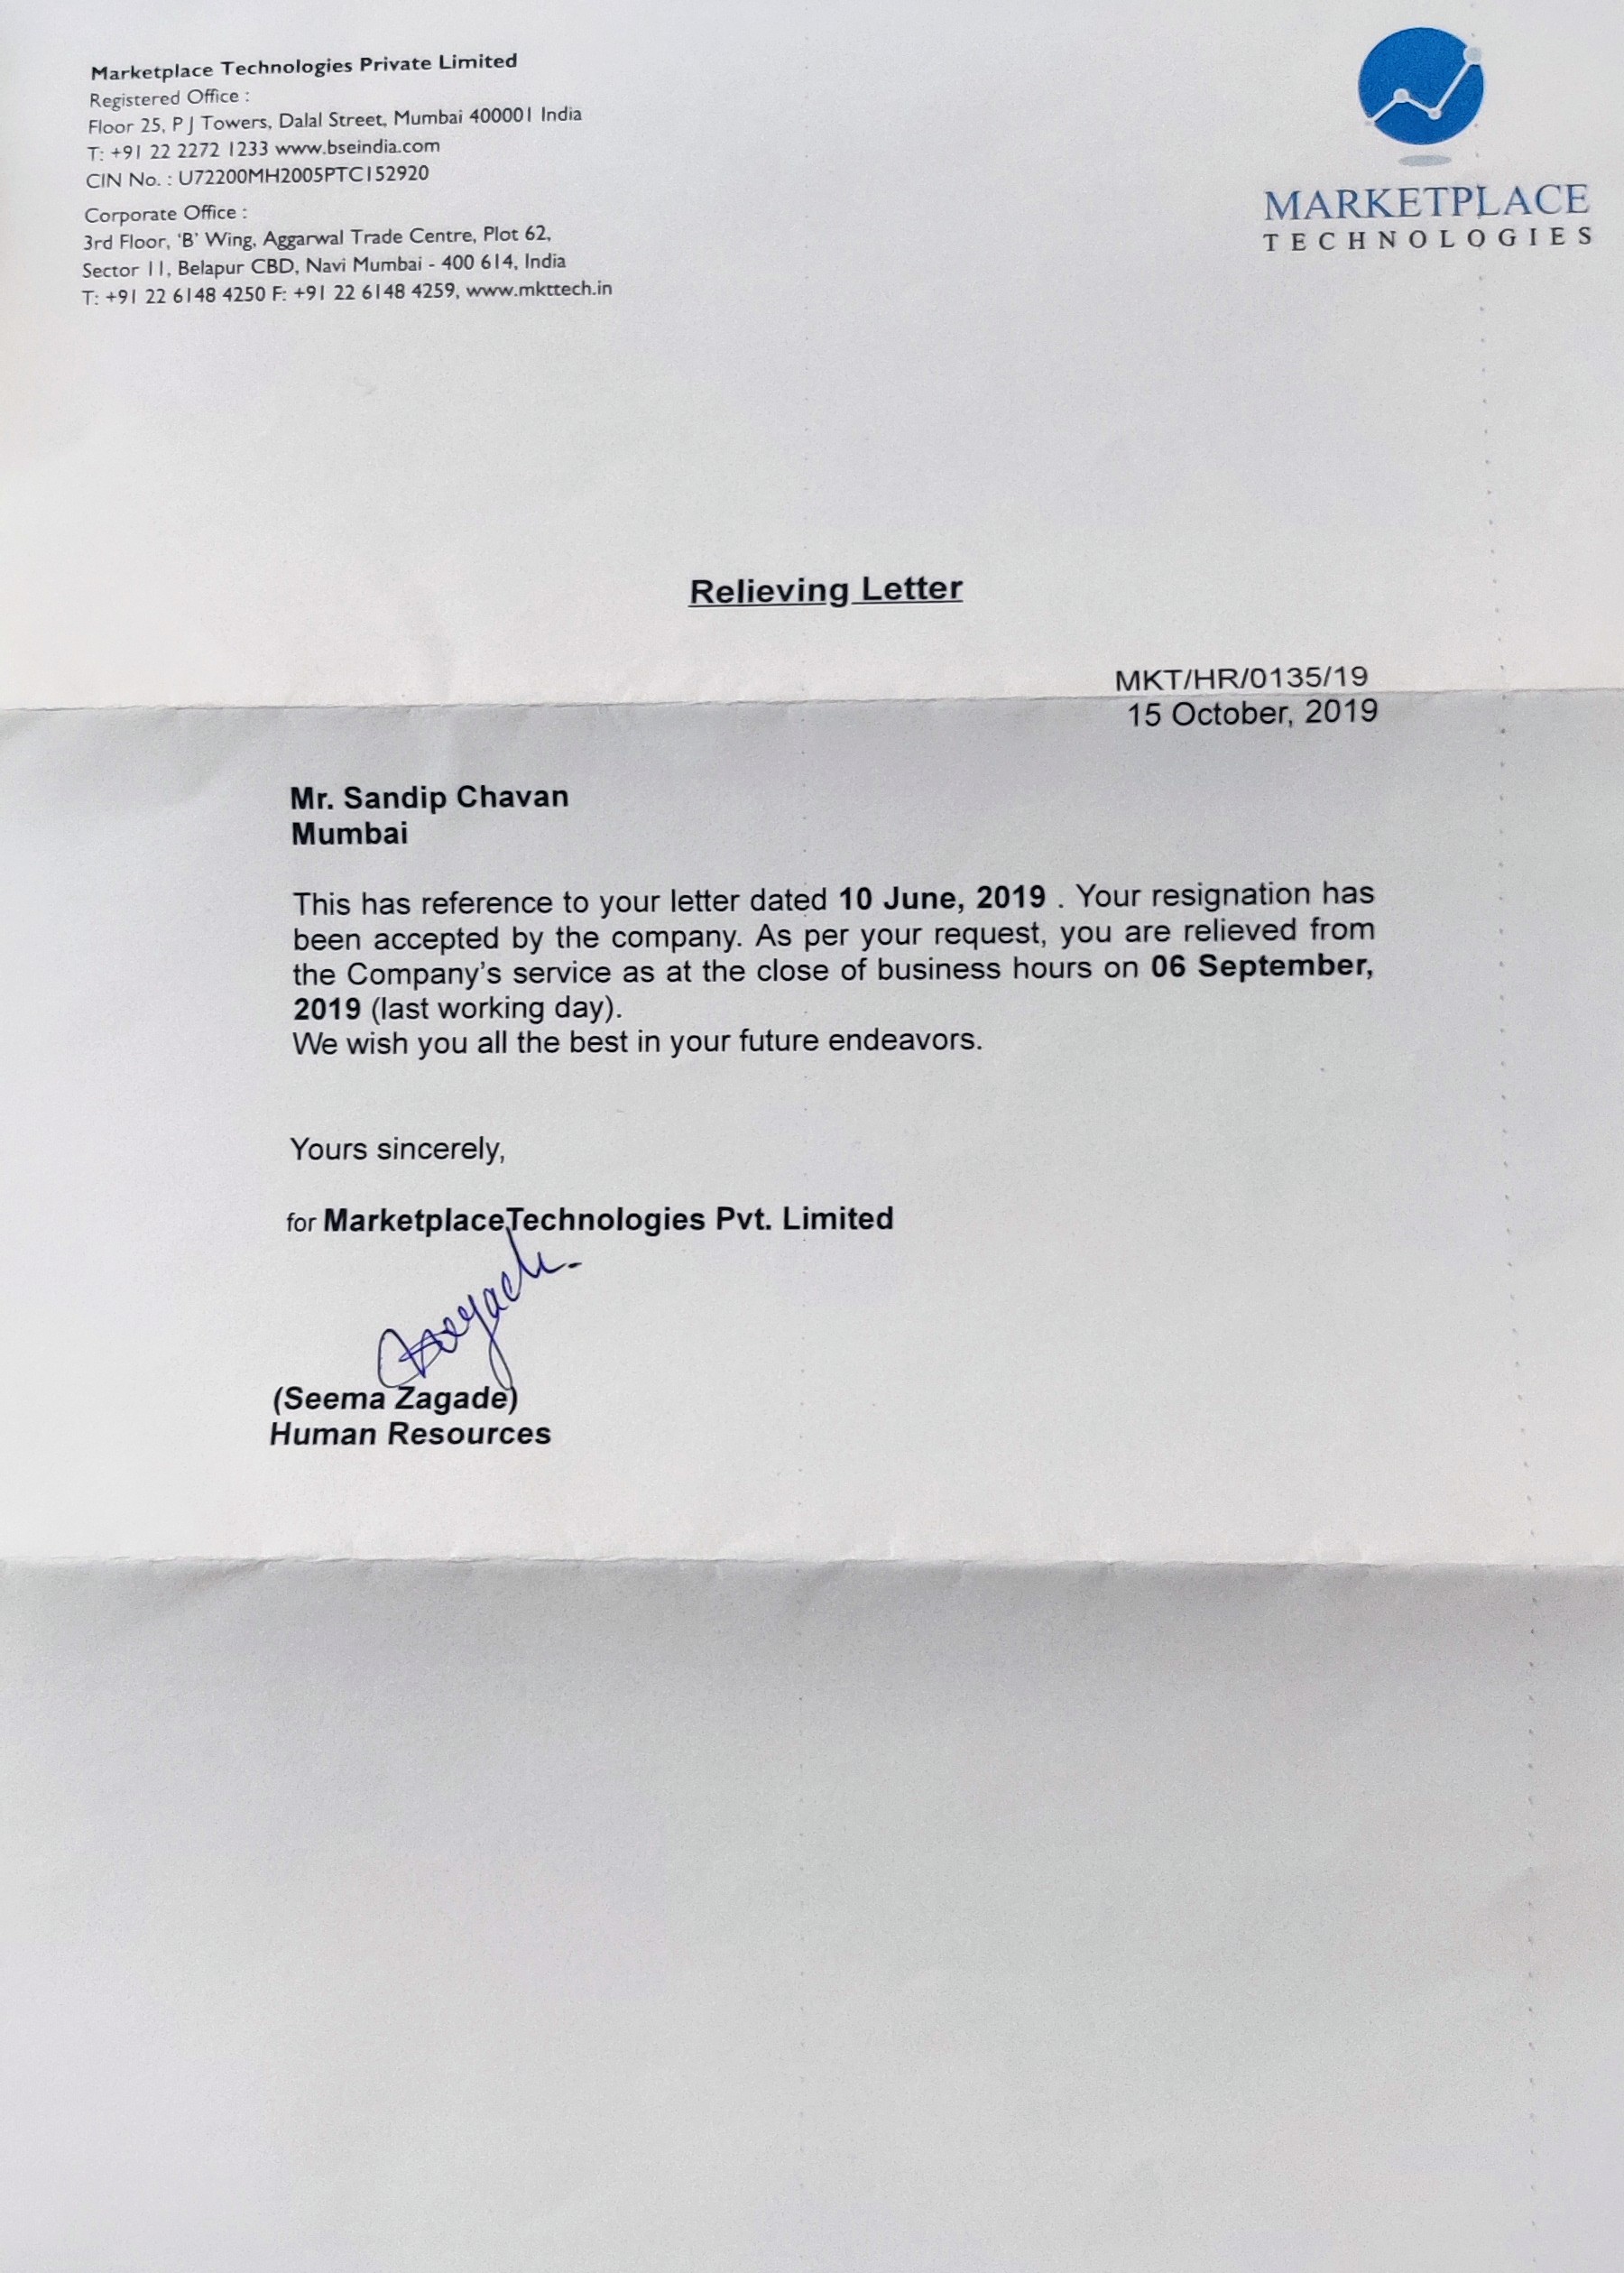 Marketplace Technologies Private Limited
Registered Office :
Floor 25, P J Towers, Dalal Street, Mumbai 400001 India
T: +91 22 2272 1233 www.bseindia.com
CIN No. : U72200MH2005PTC152920
Corporate Office :
3rd Floor, 'B' Wing, Aggarwal Trade Centre, Plot 62,
Sector 11, Belapur CBD, Navi Mumbai - 400 614, India
T: +91 22 6148 4250 F: +91 22 6148 4259, www.mkttech.in
MARKETPLACE
TECHNOLOGIES
Relieving Letter
MKT/HR/0135/19
15 October, 2019
Mr. Sandip Chavan
Mumbai
This has reference to your letter dated 10 June, 2019 . Your resignation has
been accepted by the company. As per your request, you are relieved from
the Company's service as at the close of business hours on 06 September,
2019 (last working day).
We wish you all the best in your future endeavors.
Yours sincerely,
for MarketplaceTechnologies Pvt. Limited
(Seema Zagade)
Human Resources